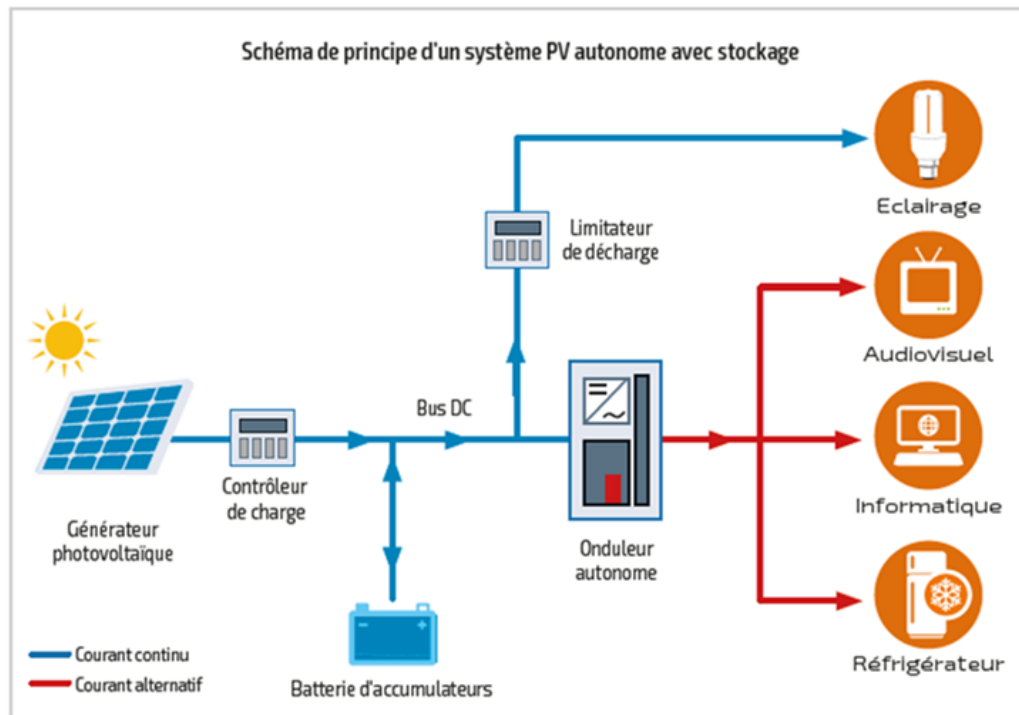 Schéma de principe d'un système PV autonome avec stockage
Eclairage
Limitateur
de décharge
Audiovisuel
Bus DC
Contrôleur
de charge
Informatique
Générateur
photovoltaïque
Onduleur
autonome
Réfrigérateur
Courant continu
Courant alternatif
Batterie d'accumulateurs